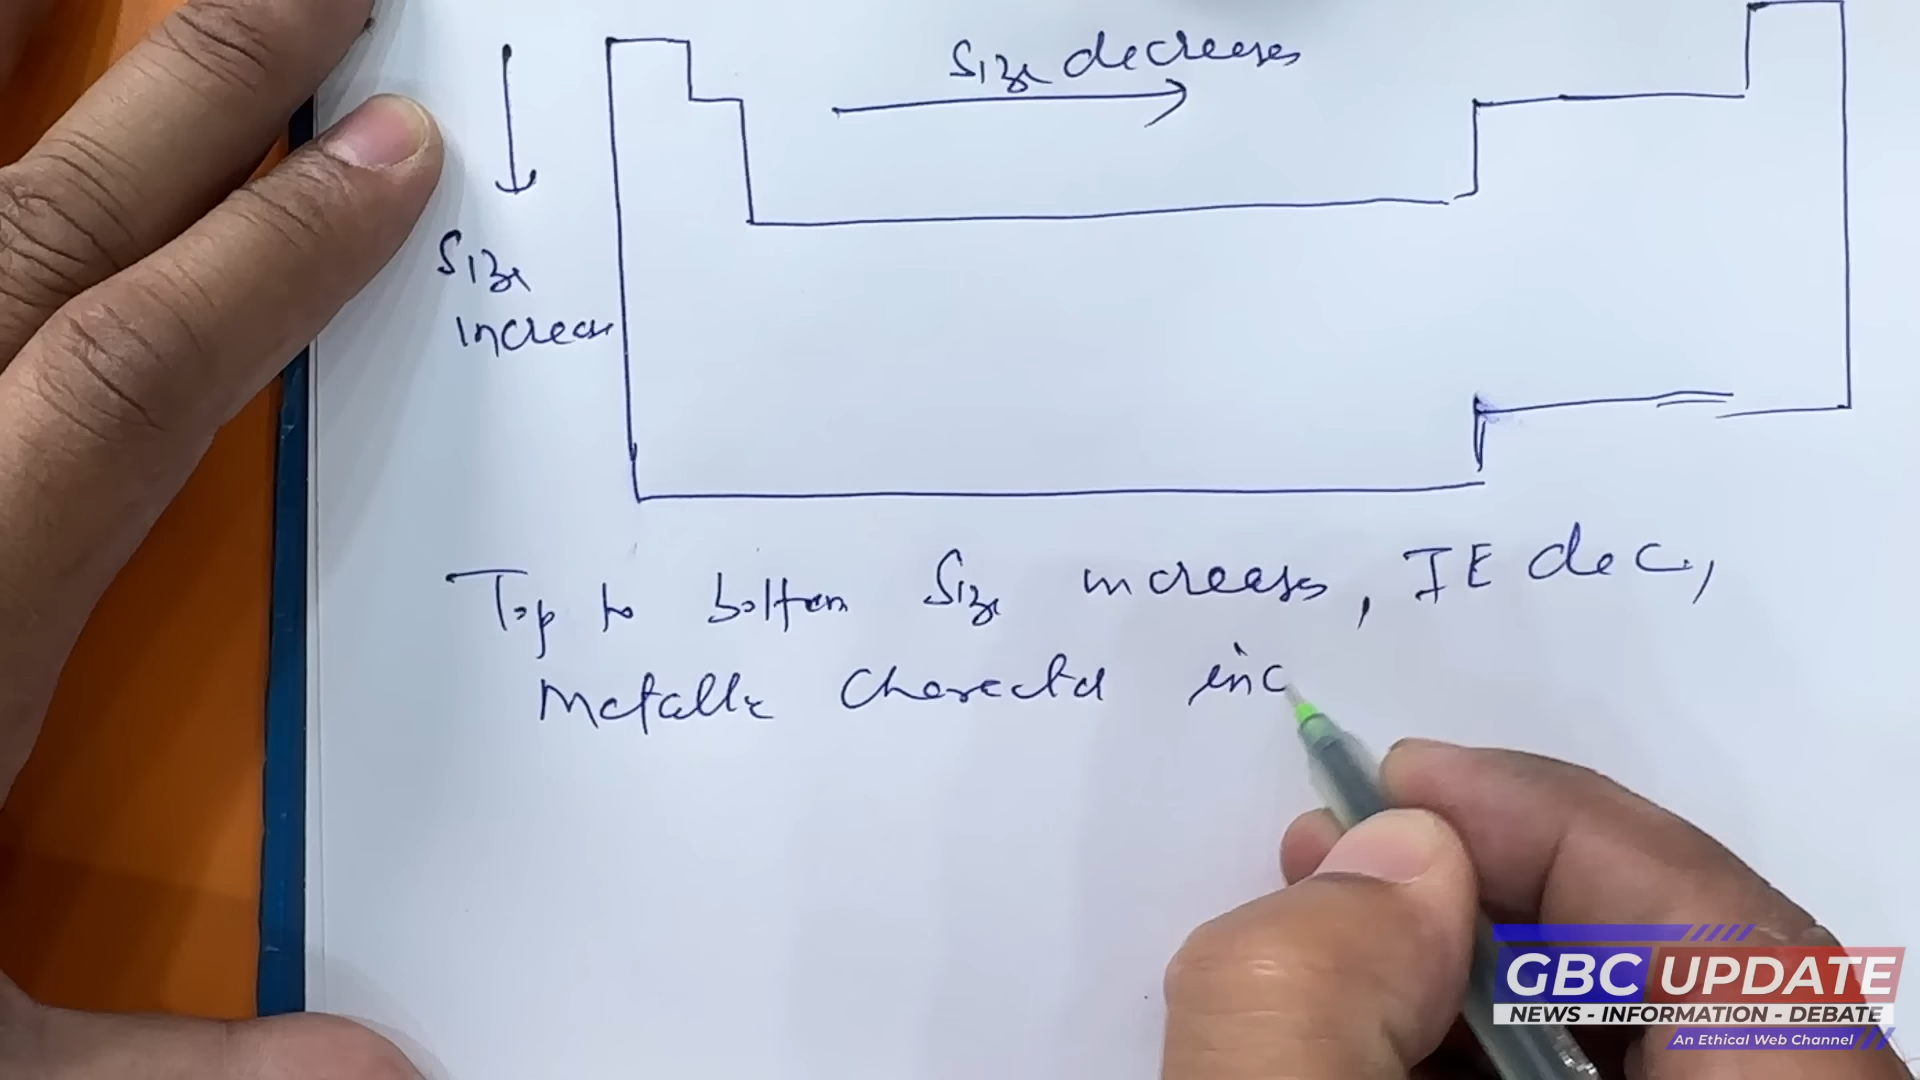 Size decreases
Size
increase
Top to bottom Size increases, IE dec,
Metallic Character inc
GBC UPDATE
NEWS - INFORMATION - DEBATE
An Ethical Web Channel